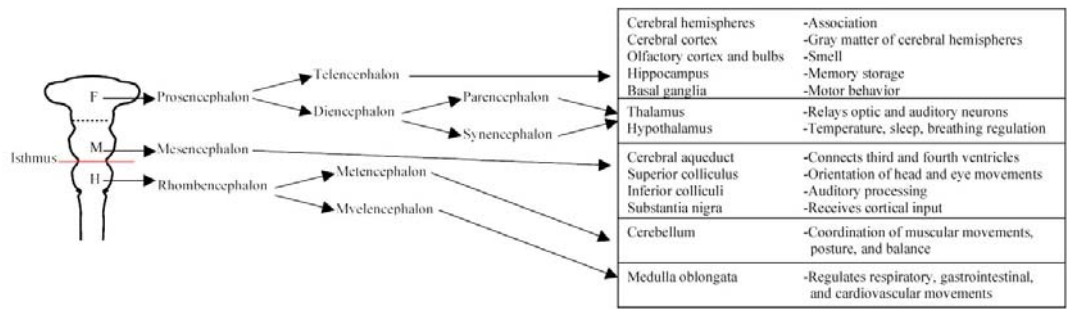 Cerebral hemispheres -Association
Cerebral cortex -Gray matter of cerebral hemispheres
Olfactory cortex and bulbs -Smell
Hippocampus -Memory storage
Basal ganglia -Motor behavior
Telencephalon
F
Prosencephalon
Diencephalon
Parencephalon
Synencephalon
Thalamus -Relays optic and auditory neurons
Hypothalamus -Temperature, sleep, breathing regulation
Isthmus
M
Mesencephalon
Cerebral aqueduct -Connects third and fourth ventricles
Superior colliculus -Orientation of head and eye movements
Inferior colliculi -Auditory processing
Substantia nigra -Receives cortical input
H
Rhombencephalon
Metencephalon
Myelencephalon
Cerebellum -Coordination of muscular movements,
posture, and balance
Medulla oblongata -Regulates respiratory, gastrointestinal,
and cardiovascular movements